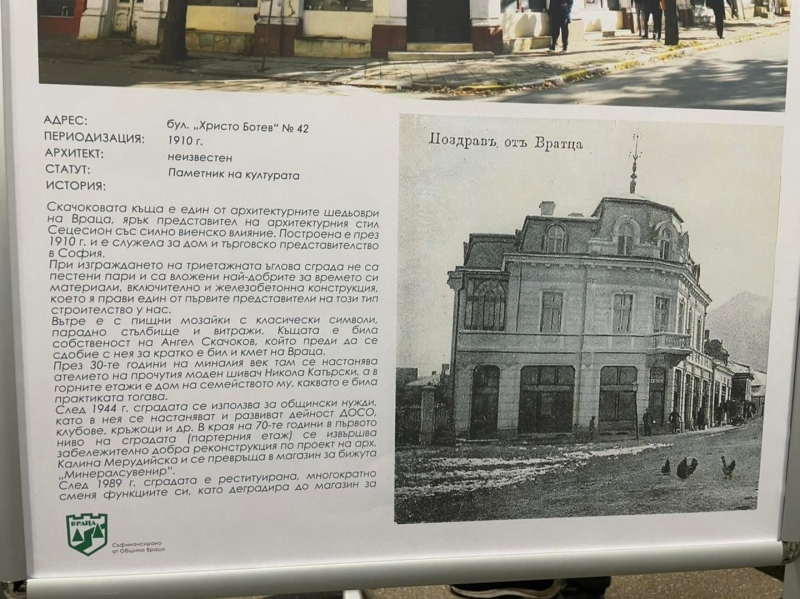 АДРЕС: бул. „Христо Ботев“ № 42
ПЕРИОДИЗАЦИЯ: 1910 г.
АРХИТЕКТ: неизвестен
СТАТУТ: Паметник на културата
ИСТОРИЯ:
Скачоковата къща е един от архитектурните шедьоври
на Враца, ярък представител на архитектурния стил
Сецесион със силно виенско влияние. Построена е през
1910 г. и е служела за дом и търговско представителство
в София.
При изграждането на триетажната ъглова сграда не са
пестени пари и са вложени най-добрите за времето си
материали, включително и железобетонна конструкция,
което я прави един от първите представители на този тип
строителство у нас.
Вътре е с пищни мозайки с класически символи,
парадно стълбище и витражи. Къщата е била
собственост на Ангел Скачоков, който преди да се
сдобие с нея за кратко е бил и кмет на Враца.
През 30-те години на миналия век там се настанява
ателието на прочутия моден шивач Никола Катърски, а в
горните етажи е дом на семейството му, каквато е била
практиката тогава.
След 1944 г. сградата се използва за общински нужди,
като в нея се настаняват и развиват дейност ДОСО,
клубове, кръжоци и др. В края на 70-те години в първото
ниво на сградата (партерния етаж) се извършва
забележително добра реконструкция по проект на арх.
Калина Мерудийска и се превръща в магазин за бижута
„Минералсувенир“.
След 1989 г. сградата е реституирана, многократно
сменя функциите си, като деградира до магазин за
Поздравъ отъ Вратца
ВРАЦА
Съфинансирано
от Община Враца